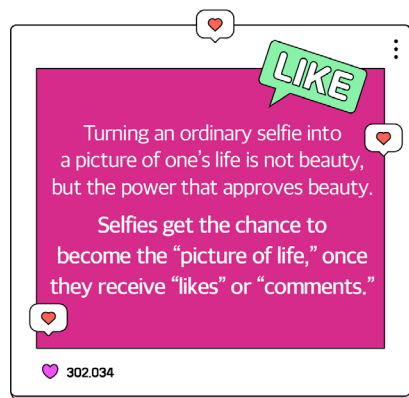 LIKE
Turning an ordinary selfie into
a picture of one's life is not beauty,
but the power that approves beauty.
Selfies get the chance to
become the “picture of life,” once
they receive “likes” or “comments.”
302.034